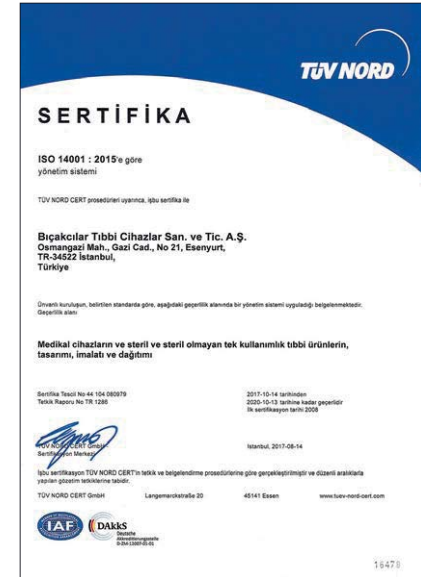 TÜV NORD
SERTİFİKA
ISO 14001 : 2015'e göre
yönetim sistemi
TÜV NORD CERT prosedürleri uyarınca, işbu sertifika ile
Bıçakcılar Tıbbi Cihazlar San. ve Tic. A.Ş.
Osmangazi Mah., Gazi Cad., No 21, Esenyurt,
TR-34522 İstanbul,
Türkiye
Ünvanlı kuruluşun, belirtilen standarda göre, aşağıdaki geçerlilik alanında bir yönetim sistemi uyguladığı belgelenmektedir.
Geçerlilik alanı
Medikal cihazların ve steril ve steril olmayan tek kullanımlık tıbbi ürünlerin,
tasarımı, imalatı ve dağıtımı
Sertifika Tescil No 44 104 080979
Tetkik Raporu No TR 1286
2017-10-14 tarihinden
2020-10-13 tarihine kadar geçerlidir
İlk sertifikasyon tarihi 2008
TÜV NORD CERT GmbH
Sertifikasyon Merkezi
İstanbul, 2017-08-14
İşbu sertifikasyon TÜV NORD CERT'in tetkik ve belgelendirme prosedürlerine göre gerçekleştirilmiştir ve düzenli aralıklarla
yapılan gözetim tetkiklerine tabidir.
TÜV NORD CERT GmbH Langemarckstraße 20 45141 Essen www.tuev-nord-cert.com
IAF
DAkkS
Deutsche
Akkreditierungsstelle
D-ZM-12007-01-01